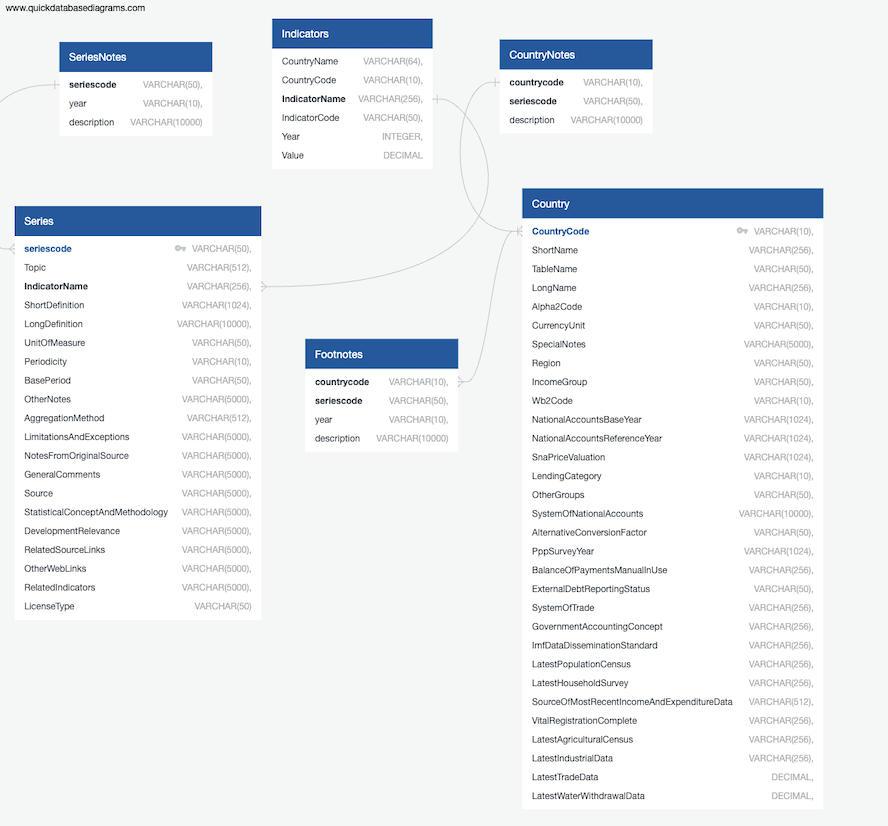 www.quickdatabasediagrams.com
SeriesNotes
seriescode VARCHAR(50),
year VARCHAR(10),
description VARCHAR(10000)
Indicators
CountryName VARCHAR(64),
CountryCode VARCHAR(10),
IndicatorName VARCHAR(256),
IndicatorCode VARCHAR(50),
Year INTEGER,
Value DECIMAL
CountryNotes
countrycode VARCHAR(10),
seriescode VARCHAR(50),
description VARCHAR(10000)
Series
seriescode VARCHAR(50),
Topic VARCHAR(512),
IndicatorName VARCHAR(256),
ShortDefinition VARCHAR(1024),
LongDefinition VARCHAR(10000),
UnitOfMeasure VARCHAR(50),
Periodicity VARCHAR(10),
BasePeriod VARCHAR(50),
OtherNotes VARCHAR(5000),
AggregationMethod VARCHAR(512),
LimitationsAndExceptions VARCHAR(5000),
NotesFromOriginalSource VARCHAR(5000),
GeneralComments VARCHAR(5000),
Source VARCHAR(5000),
StatisticalConceptAndMethodology VARCHAR(5000),
DevelopmentRelevance VARCHAR(5000),
RelatedSourceLinks VARCHAR(5000),
OtherWebLinks VARCHAR(5000),
RelatedIndicators VARCHAR(5000),
LicenseType VARCHAR(50)
Footnotes
countrycode VARCHAR(10),
seriescode VARCHAR(50),
year VARCHAR(10),
description VARCHAR(10000)
Country
CountryCode VARCHAR(10),
ShortName VARCHAR(256),
TableName VARCHAR(50),
LongName VARCHAR(256),
Alpha2Code VARCHAR(10),
CurrencyUnit VARCHAR(50),
SpecialNotes VARCHAR(5000),
Region VARCHAR(50),
IncomeGroup VARCHAR(50),
Wb2Code VARCHAR(10),
NationalAccountsBaseYear VARCHAR(1024),
NationalAccountsReferenceYear VARCHAR(1024),
SnaPriceValuation VARCHAR(1024),
LendingCategory VARCHAR(10),
OtherGroups VARCHAR(50),
SystemOfNationalAccounts VARCHAR(10000),
AlternativeConversionFactor VARCHAR(50),
PppSurveyYear VARCHAR(1024),
BalanceOfPaymentsManualInUse VARCHAR(256),
ExternalDebtReportingStatus VARCHAR(50),
SystemOfTrade VARCHAR(256),
GovernmentAccountingConcept VARCHAR(256),
ImfDataDisseminationStandard VARCHAR(256),
LatestPopulationCensus VARCHAR(256),
LatestHouseholdSurvey VARCHAR(256),
SourceOfMostRecentIncomeAndExpenditureData VARCHAR(512),
VitalRegistrationComplete VARCHAR(256),
LatestAgriculturalCensus VARCHAR(256),
LatestIndustrialData VARCHAR(256),
LatestTradeData DECIMAL,
LatestWaterWithdrawalData DECIMAL,